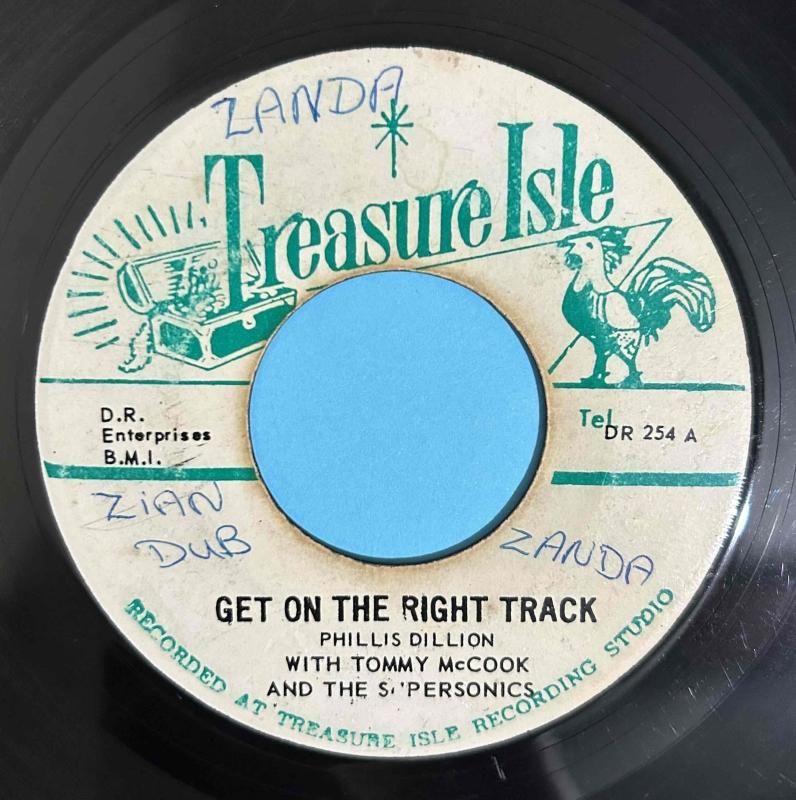 ZANDA
Treasure Isle
D.R.
Enterprises
B.M.I.
Tel
DR 254 A
ZiAN
DUB
ZANDA
GET ON THE RIGHT TRACK
PHILLIS DILLION
WITH TOMMY McCOOK
AND THE S.'PERSONICS
RECORDED AT TREASURE ISLE RECORDING STUDIO